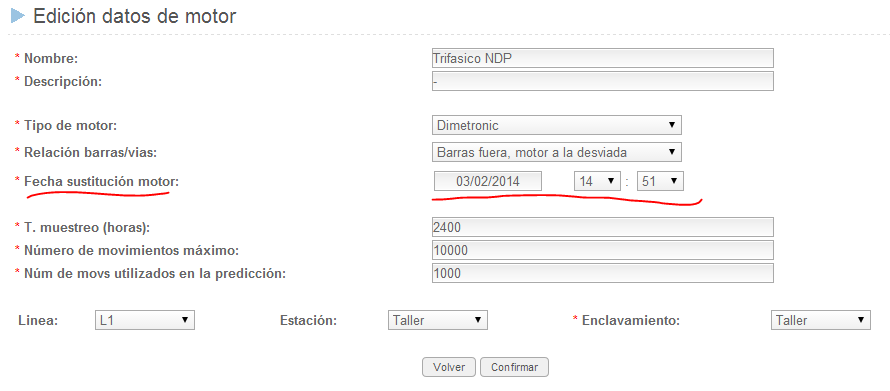 Edición datos de motor
* Nombre: Trifasico NDP
* Descripción: -
* Tipo de motor: Dimetronic
* Relación barras/vias: Barras fuera, motor a la desviada
* Fecha sustitución motor: 03/02/2014 14 : 51
* T. muestreo (horas): 2400
* Número de movimientos máximo: 10000
* Núm de movs utilizados en la predicción: 1000
Linea: L1 Estación: Taller * Enclavamiento: Taller
Volver Confirmar